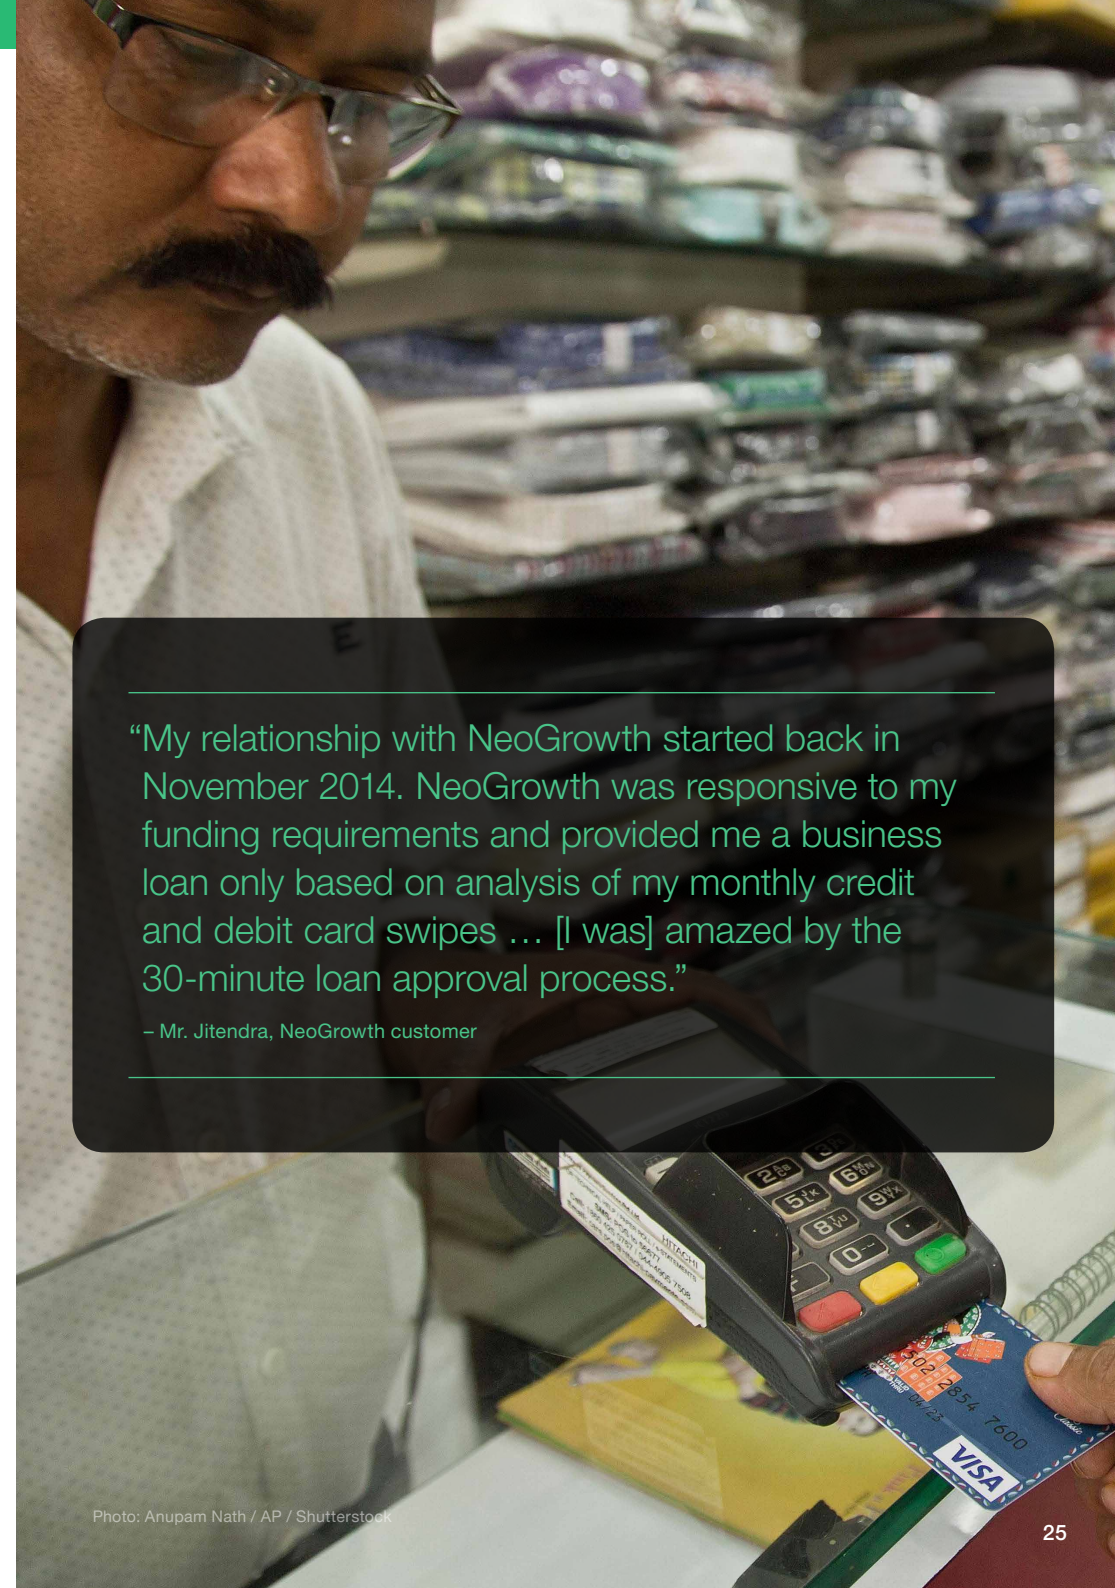 “My relationship with NeoGrowth started back in
November 2014. NeoGrowth was responsive to my
funding requirements and provided me a business
loan only based on analysis of my monthly credit
and debit card swipes … [I was] amazed by the
30-minute loan approval process.”
– Mr. Jitendra, NeoGrowth customer
HITACHI
VISA
Classic
Photo: Anupam Nath / AP / Shutterstock
25